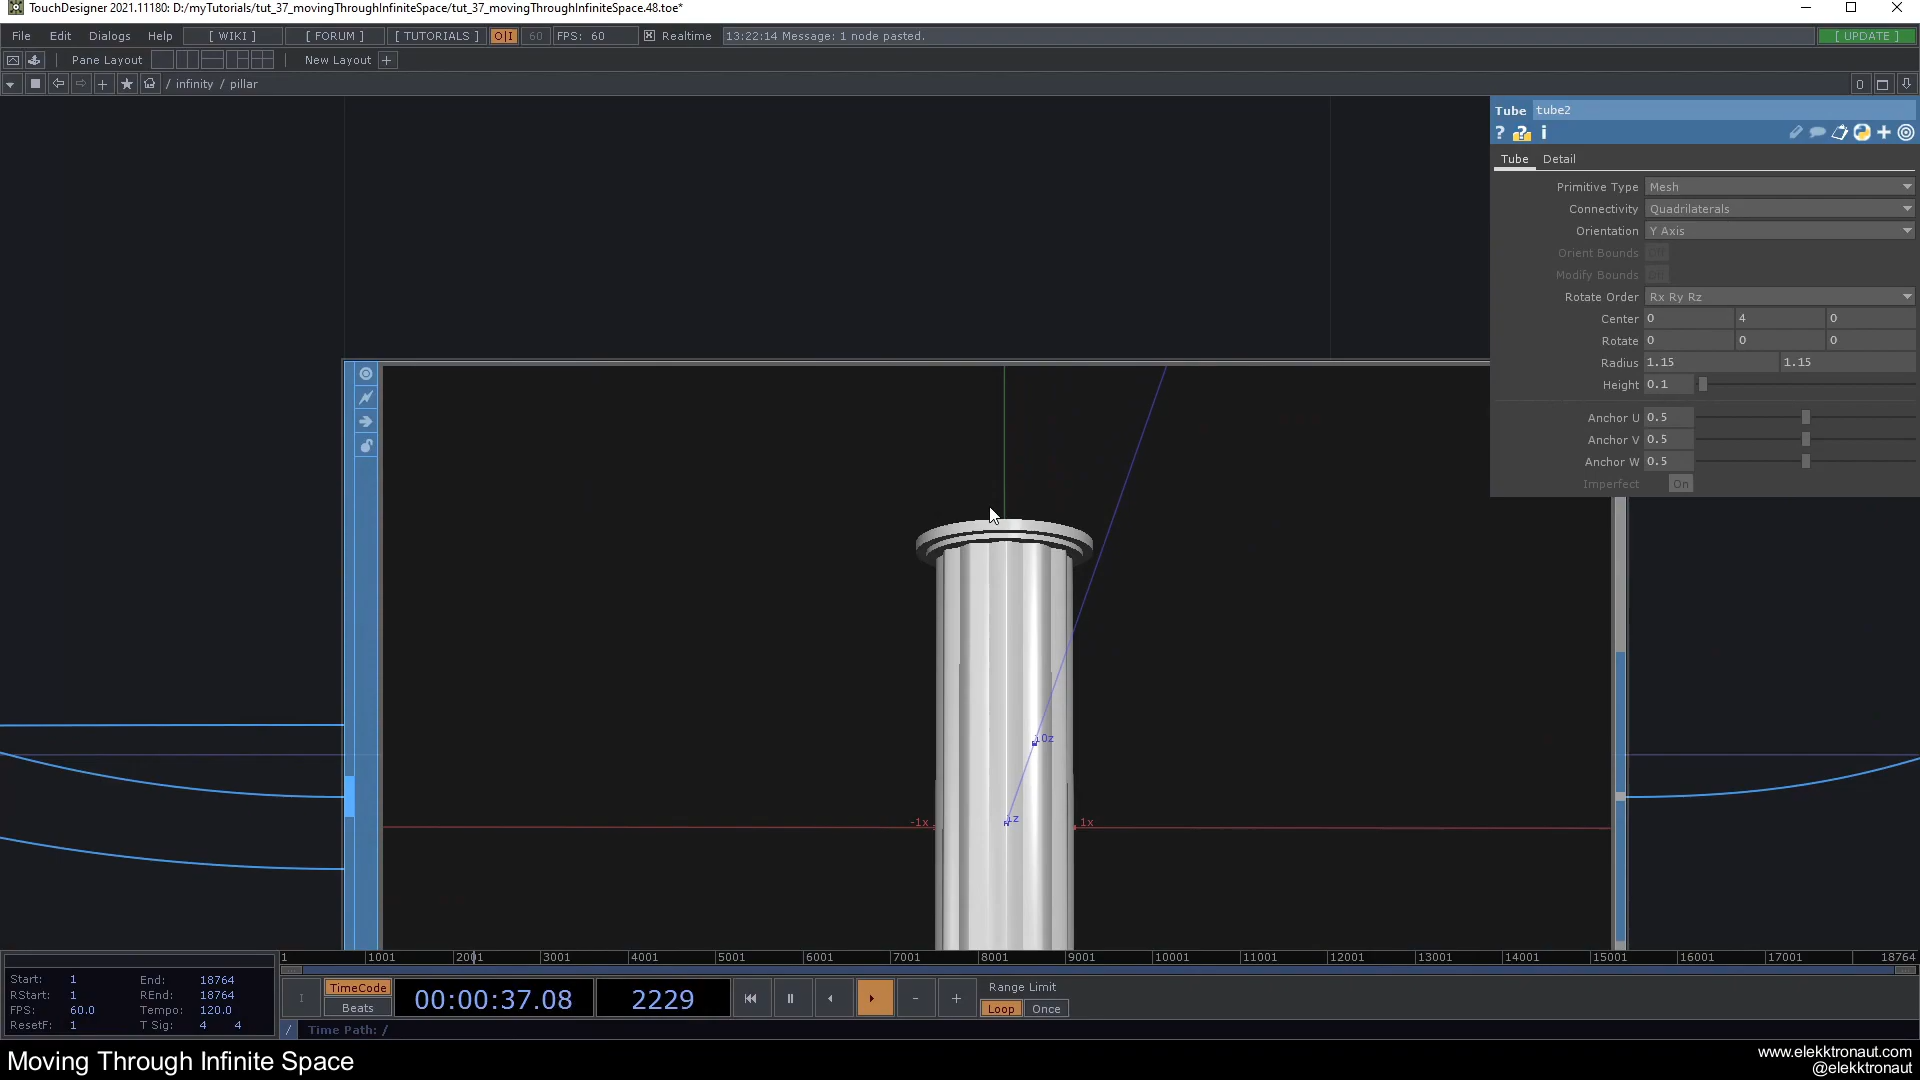 TouchDesigner 2021.11180: D:/myTutorials/tut_37_movingThroughInfiniteSpace/tut_37_movingThroughInfiniteSpace.48.toe*
File Edit Dialogs Help [ WIKI ] [ FORUM ] [ TUTORIALS ] O|I 60 FPS: 60 Realtime 13:22:14 Message: 1 node pasted. [ UPDATE ]
Pane Layout New Layout +
/ infinity / pillar 0
Tube tube2
Tube Detail
Primitive Type Mesh
Connectivity Quadrilaterals
Orientation Y Axis
Orient Bounds
Modify Bounds
Rotate Order Rx Ry Rz
Center 0 4 0
Rotate 0 0 0
Radius 1.15 1.15
Height 0.1
Anchor U 0.5
Anchor V 0.5
Anchor W 0.5
Imperfect On
10z
1z
-1x 1x
1 1001 2001 3001 4001 5001 6001 7001 8001 9001 10001 11001 12001 13001 14001 15001 16001 17001 18764
Start: 1 End: 18764
RStart: 1 REnd: 18764
FPS: 60.0 Tempo: 120.0
ResetF: 1 T Sig: 4 4
TimeCode
Beats
00:00:37.08 2229
Range Limit
Loop Once
/ Time Path: /
Moving Through Infinite Space
www.elekktronaut.com
@elekktronaut